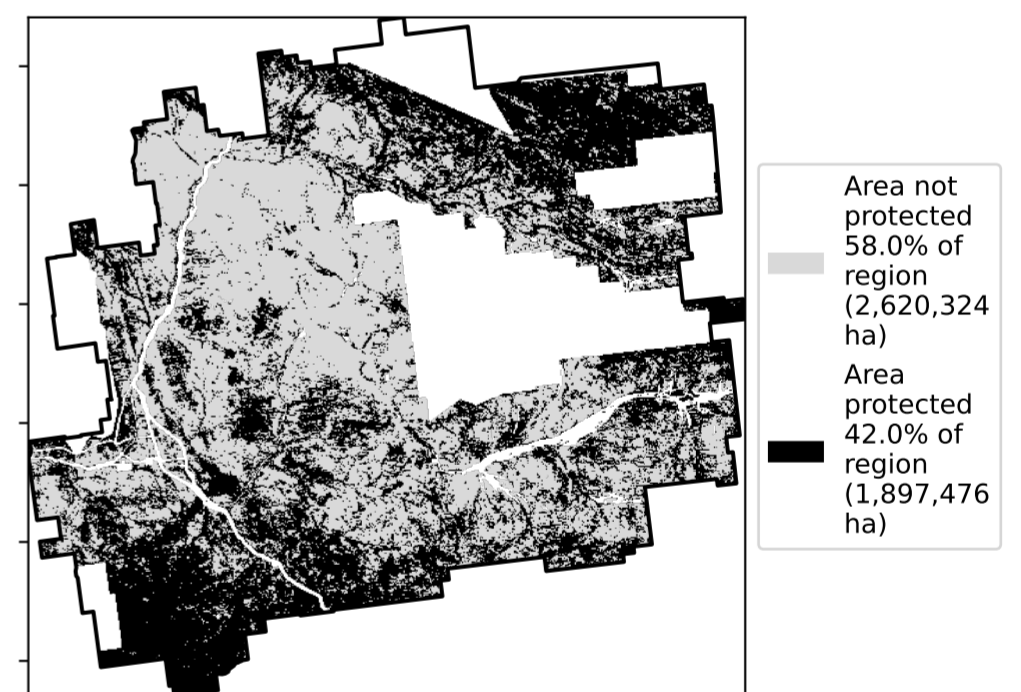 Area not
protected
58.0% of
region
(2,620,324
ha)
Area
protected
42.0% of
region
(1,897,476
ha)